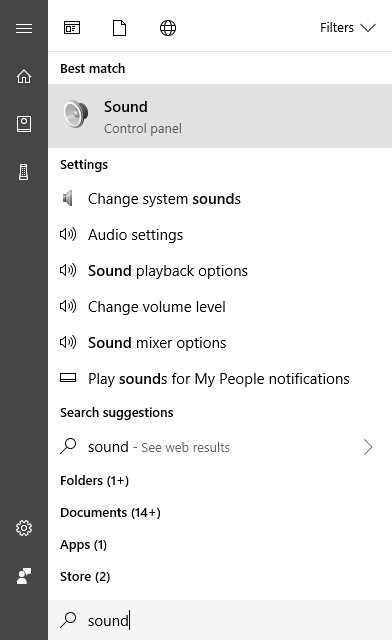 Filters
Best match
Sound
Control panel
Settings
Change system sounds
Audio settings
Sound playback options
Change volume level
Sound mixer options
Play sounds for My People notifications
Search suggestions
sound - See web results
Folders (1+)
Documents (14+)
Apps (1)
Store (2)
sound